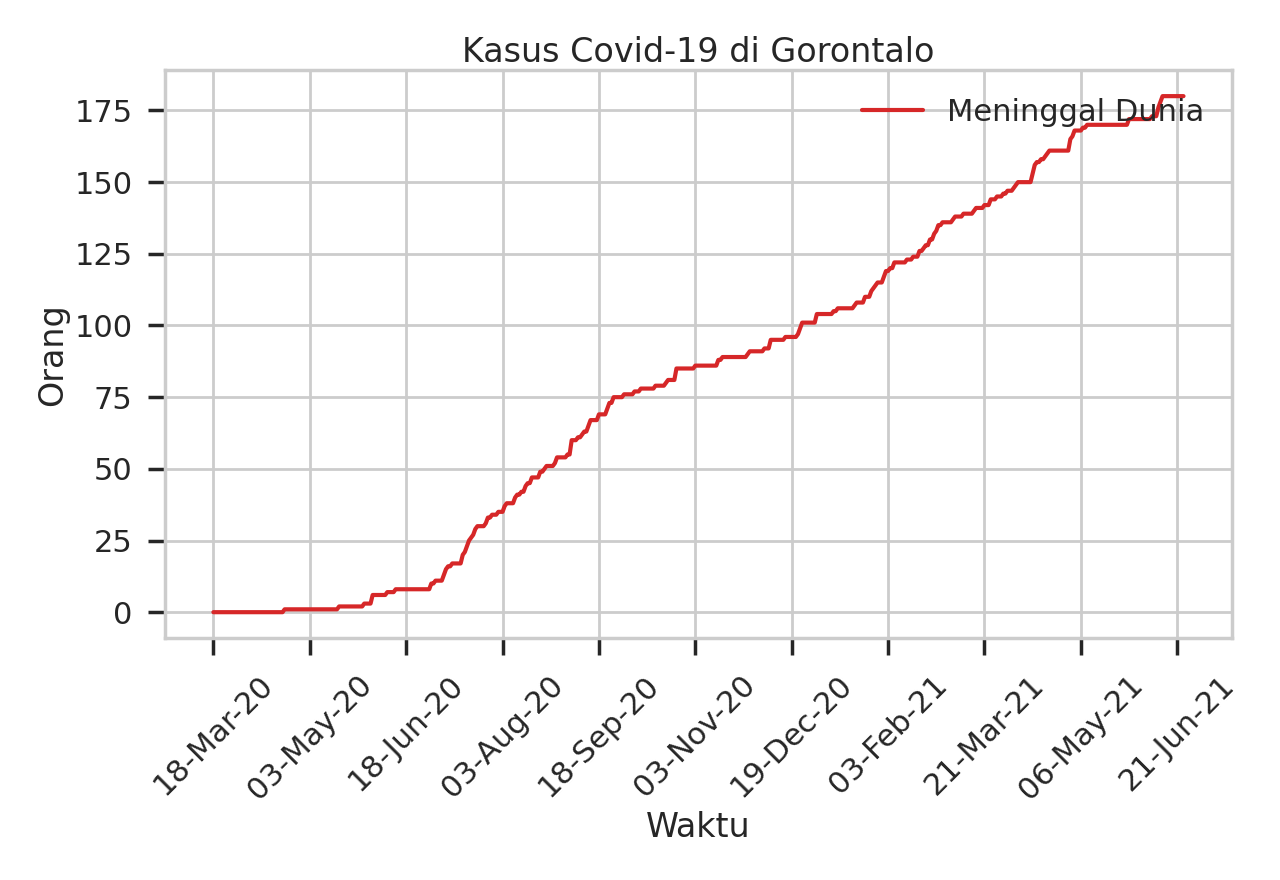 Kasus Covid-19 di Gorontalo
Meninggal Dunia
175
150
125
100
75
50
25
0
Orang
18-Mar-20
03-May-20
18-Jun-20
03-Aug-20
18-Sep-20
03-Nov-20
19-Dec-20
03-Feb-21
21-Mar-21
06-May-21
21-Jun-21
Waktu